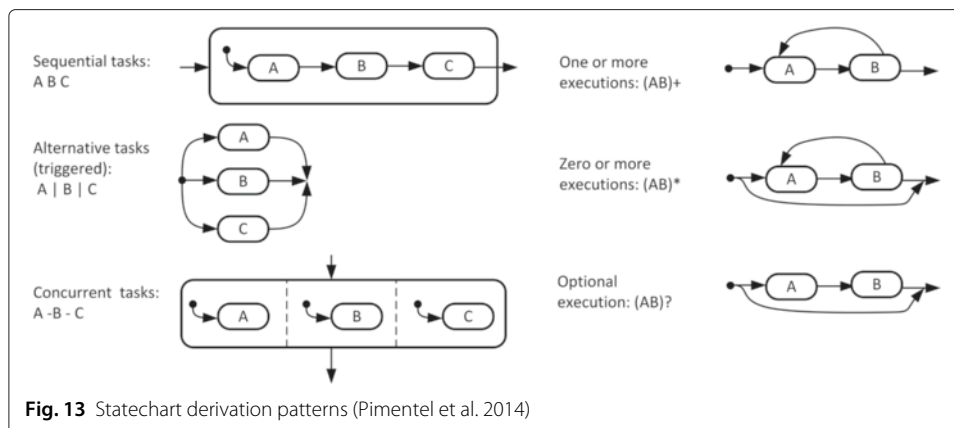 Sequential tasks:
A B C
A
B
C
Alternative tasks
(triggered):
A | B | C
A
B
C
Concurrent tasks:
A -B - C
A
B
C
One or more
executions: (AB)+
A
B
Zero or more
executions: (AB)*
A
B
Optional
execution: (AB)?
A
B
Fig. 13 Statechart derivation patterns (Pimentel et al. 2014)